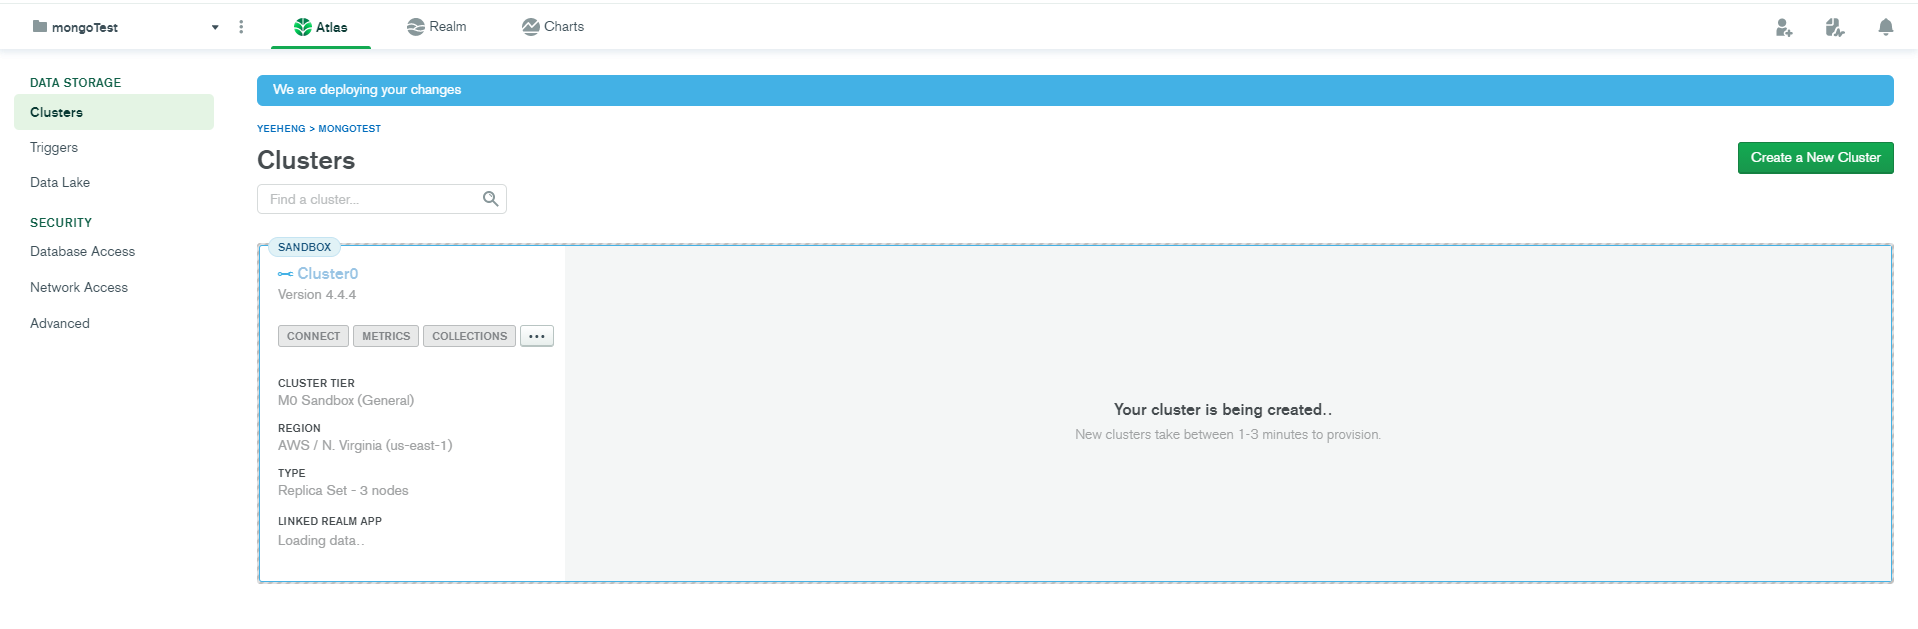 mongoTest
Atlas
Realm
Charts
DATA STORAGE
Clusters
Triggers
Data Lake
SECURITY
Database Access
Network Access
Advanced
We are deploying your changes
YEEHENG > MONGOTEST
Clusters
Create a New Cluster
Find a cluster...
SANDBOX
Cluster0
Version 4.4.4
CONNECT METRICS COLLECTIONS ...
CLUSTER TIER
M0 Sandbox (General)
REGION
AWS / N. Virginia (us-east-1)
TYPE
Replica Set - 3 nodes
LINKED REALM APP
Loading data..
Your cluster is being created..
New clusters take between 1-3 minutes to provision.